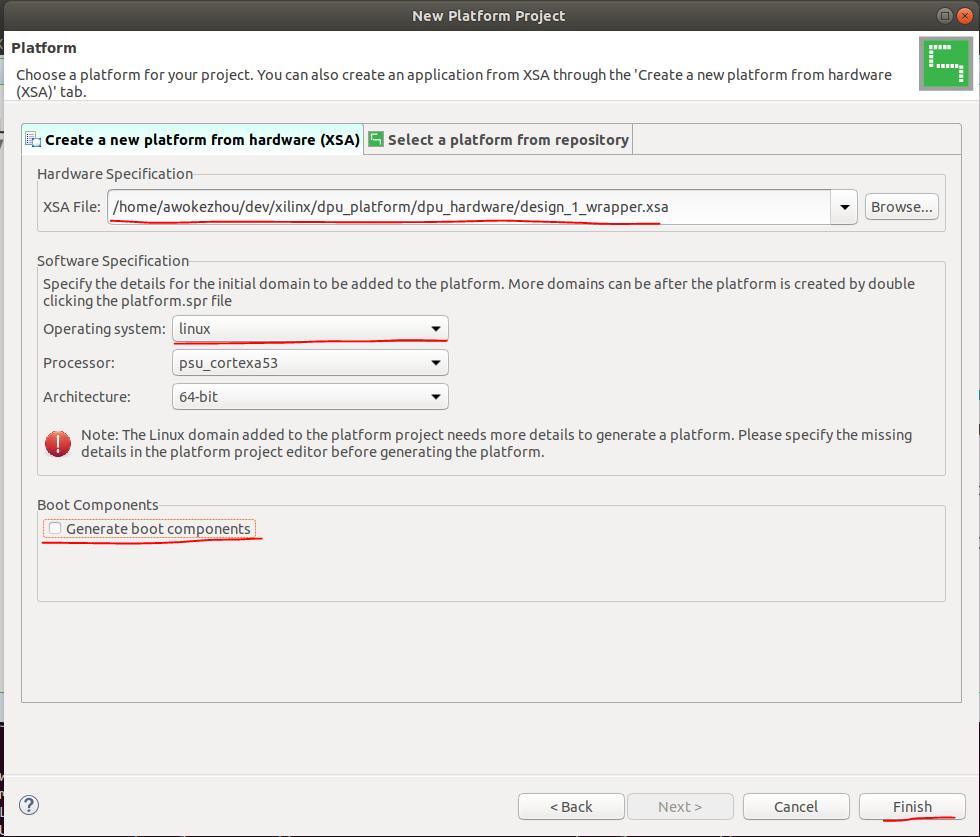 New Platform Project
Platform
Choose a platform for your project. You can also create an application from XSA through the 'Create a new platform from hardware
(XSA)' tab.
Create a new platform from hardware (XSA)
Select a platform from repository
Hardware Specification
XSA File: /home/awokezhou/dev/xilinx/dpu_platform/dpu_hardware/design_1_wrapper.xsa Browse...
Software Specification
Specify the details for the initial domain to be added to the platform. More domains can be after the platform is created by double
clicking the platform.spr file
Operating system: linux
Processor: psu_cortexa53
Architecture: 64-bit
Note: The Linux domain added to the platform project needs more details to generate a platform. Please specify the missing
details in the platform project editor before generating the platform.
Boot Components
Generate boot components
< Back Next > Cancel Finish